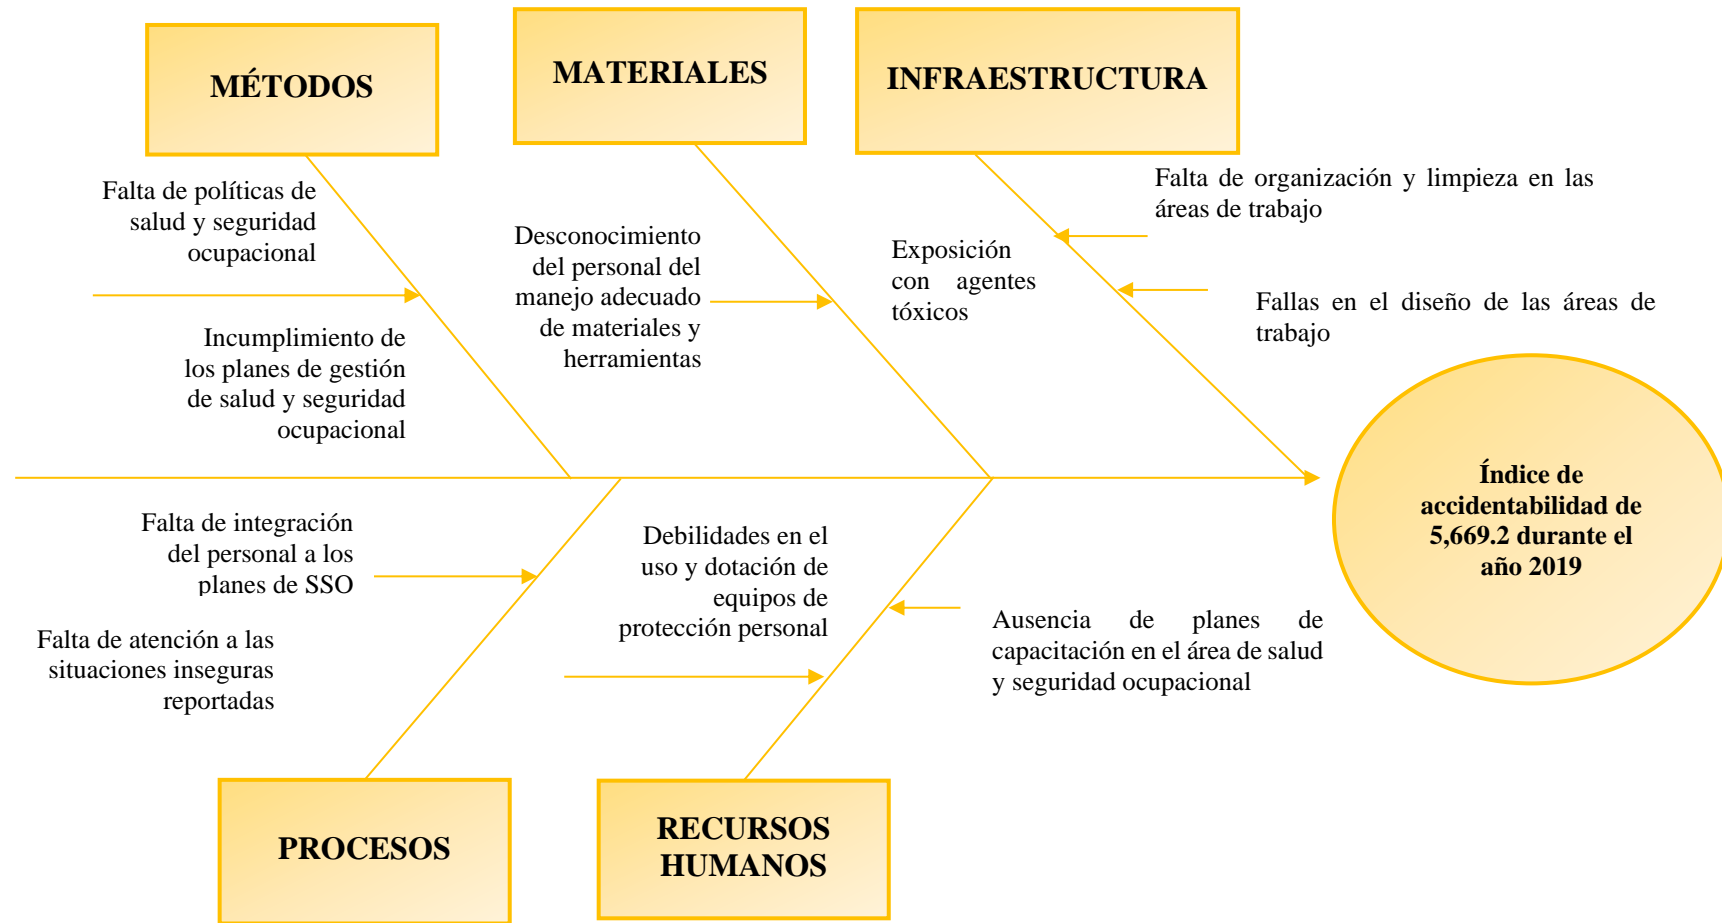 MÉTODOS
MATERIALES
INFRAESTRUCTURA
Falta de políticas de
salud y seguridad
ocupacional
Incumplimiento de
los planes de gestión
de salud y seguridad
ocupacional
Desconocimiento
del personal del
manejo adecuado
de materiales y
herramientas
Exposición
con agentes
tóxicos
Falta de organización y limpieza en las
áreas de trabajo
Fallas en el diseño de las áreas de
trabajo
Índice de
accidentabilidad de
5,669.2 durante el
año 2019
Falta de integración
del personal a los
planes de SSO
Falta de atención a las
situaciones inseguras
reportadas
Debilidades en el
uso y dotación de
equipos de
protección personal
Ausencia de planes de
capacitación en el área de salud
y seguridad ocupacional
PROCESOS
RECURSOS
HUMANOS